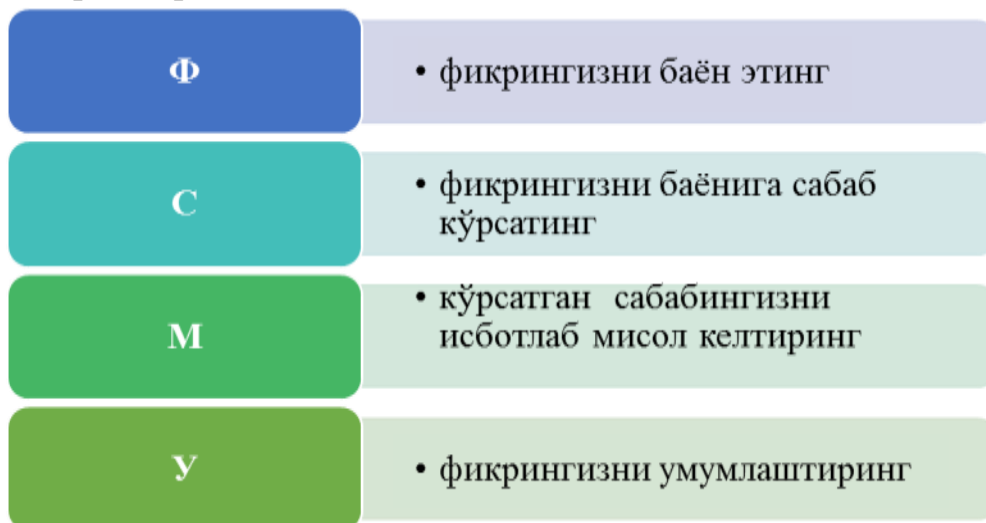 Ф
• фикрингизни баён этинг
С
• фикрингизни баёнига сабаб
кўрсатинг
М
• кўрсатган сабабингизни
исботлаб мисол келтиринг
У
• фикрингизни умумлаштиринг